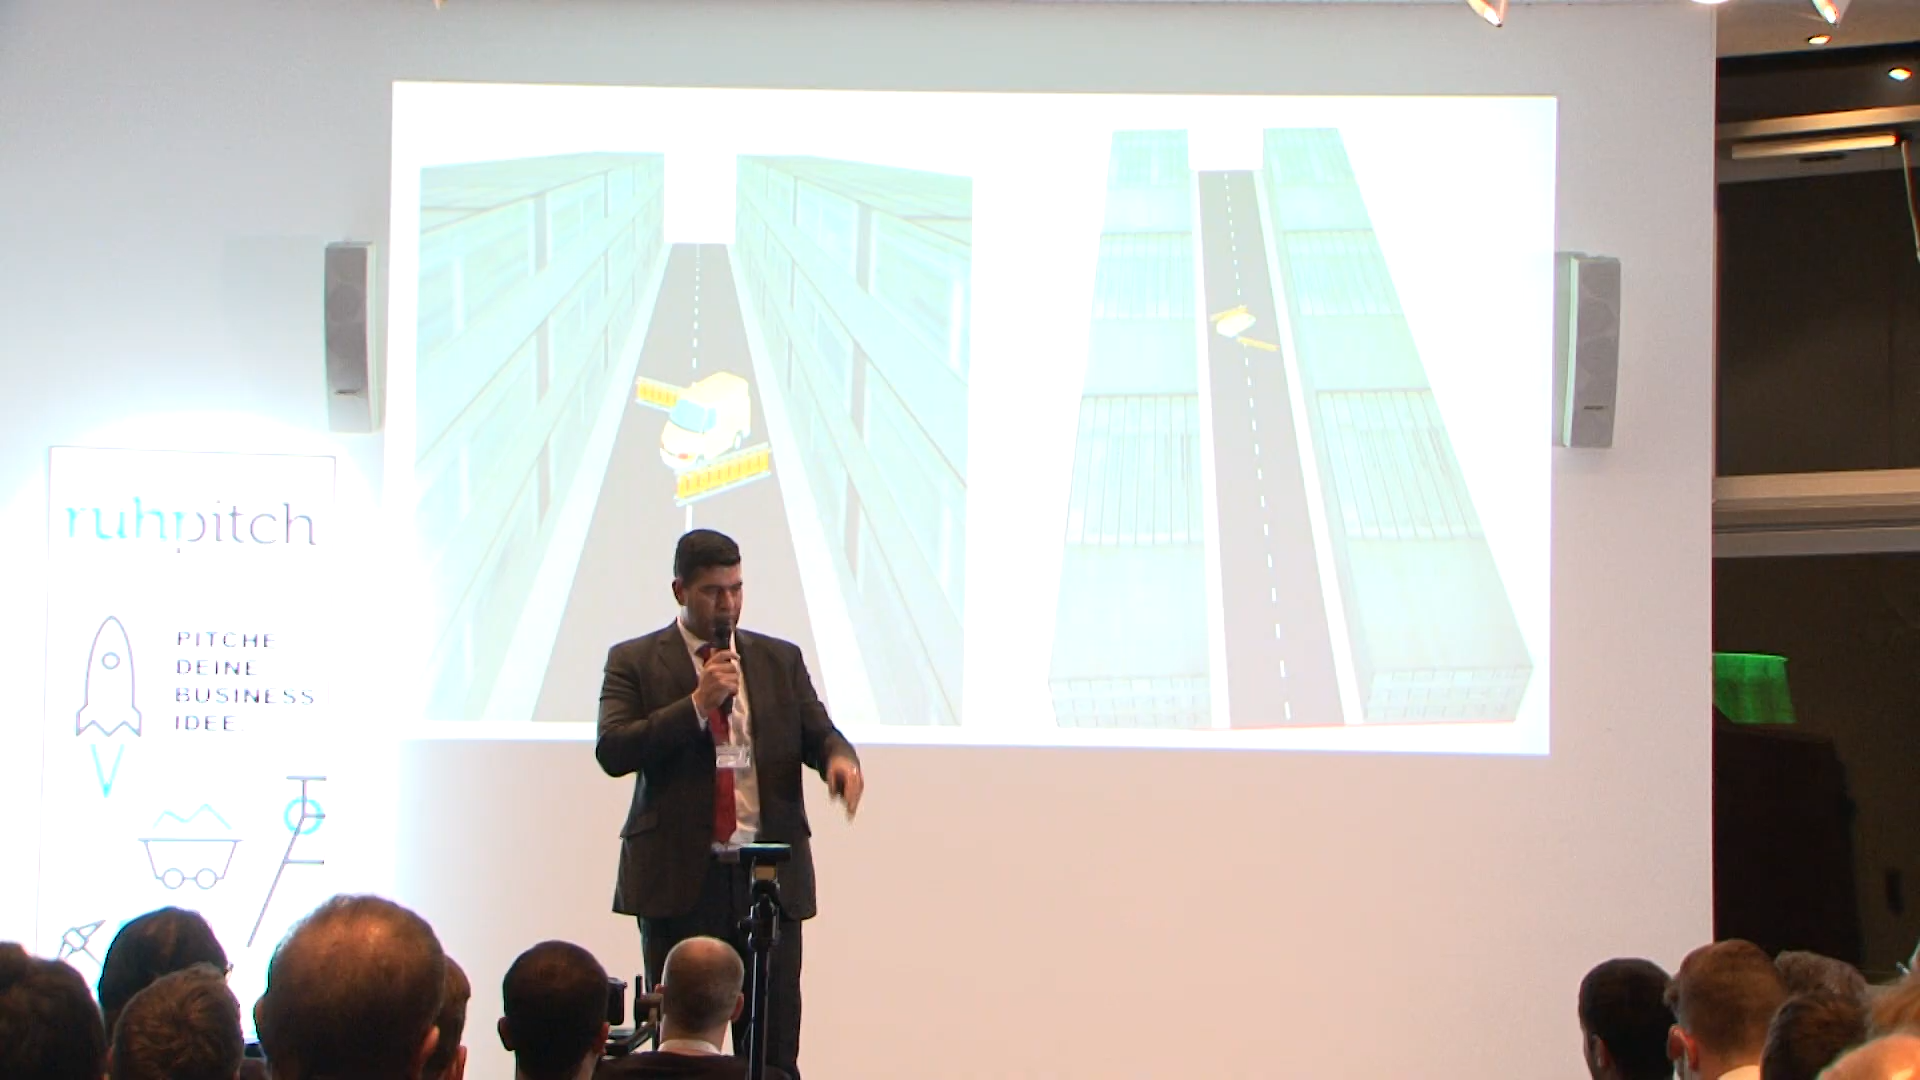 ruhrpitch
PITCHE
DEINE
BUSINESS
IDEE.